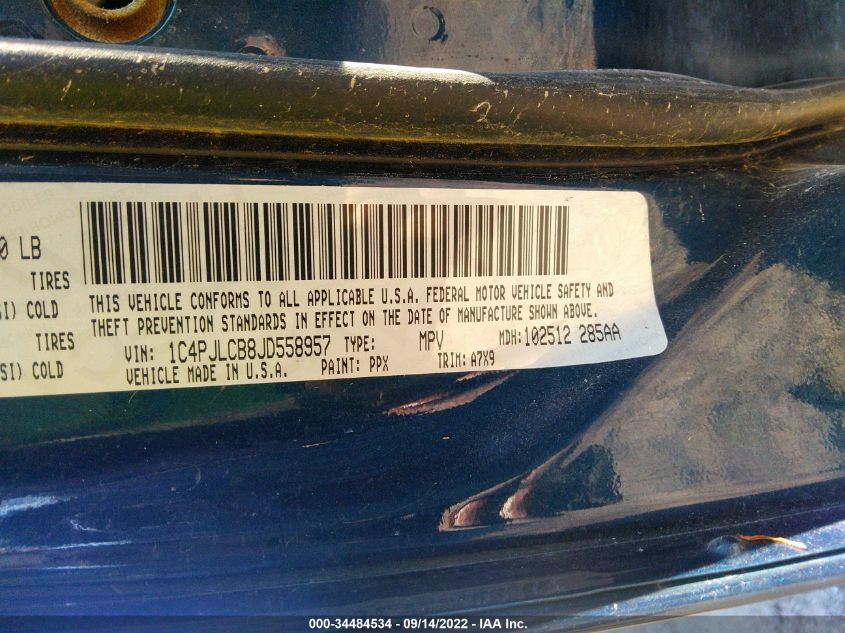 0 LB
TIRES
SI) COLD
TIRES
SI) COLD
THIS VEHICLE CONFORMS TO ALL APPLICABLE U.S.A. FEDERAL MOTOR VEHICLE SAFETY AND
THEFT PREVENTION STANDARDS IN EFFECT ON THE DATE OF MANUFACTURE SHOWN ABOVE.
VIN: 1C4PJLCB8JD558957 TYPE: MPV MDH:102512 285AA
VEHICLE MADE IN U.S.A. PAINT: PPX TRIM: A7X9
000-34484534 - 09/14/2022 - IAA Inc.